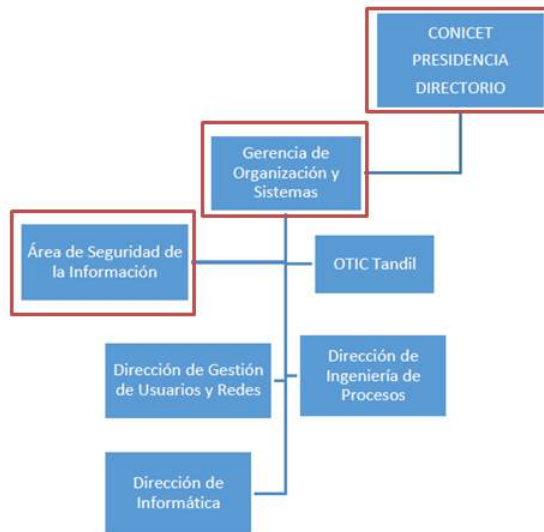 CONICET
PRESIDENCIA
DIRECTORIO
Gerencia de
Organización y
Sistemas
Área de Seguridad de
la Información
OTIC Tandil
Dirección de Gestión
de Usuarios y Redes
Dirección de
Ingeniería de
Procesos
Dirección de
Informática